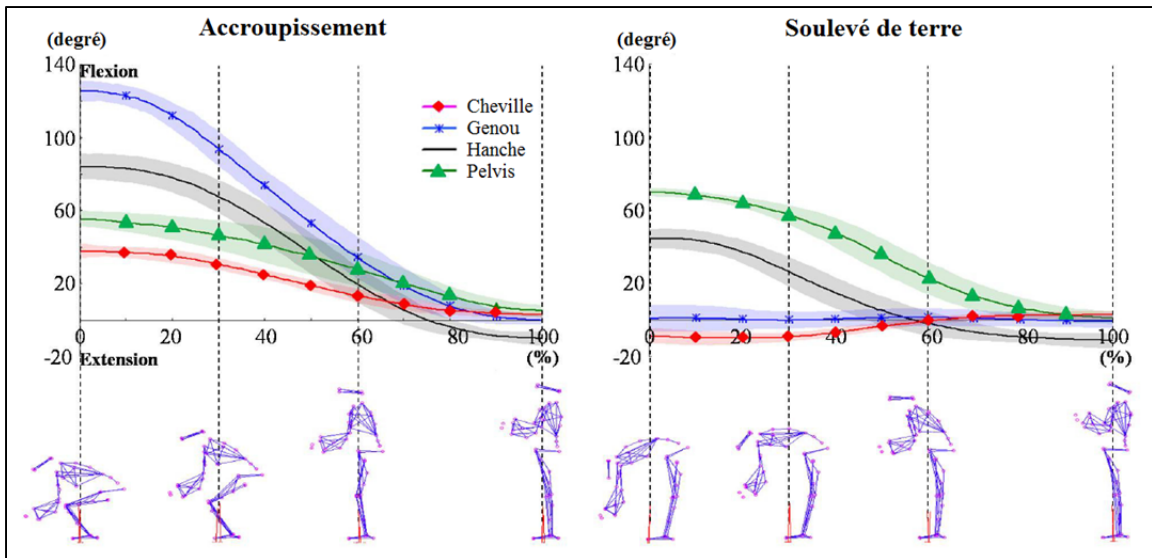 Accroupissement
(degré)
140
Flexion
100
60
20
-20
Extension
0
20
40
60
80
100
(%)
Cheville
Genou
Hanche
Pelvis
Soulevé de terre
(degré)
140
100
60
20
-20
0
20
40
60
80
100
(%)